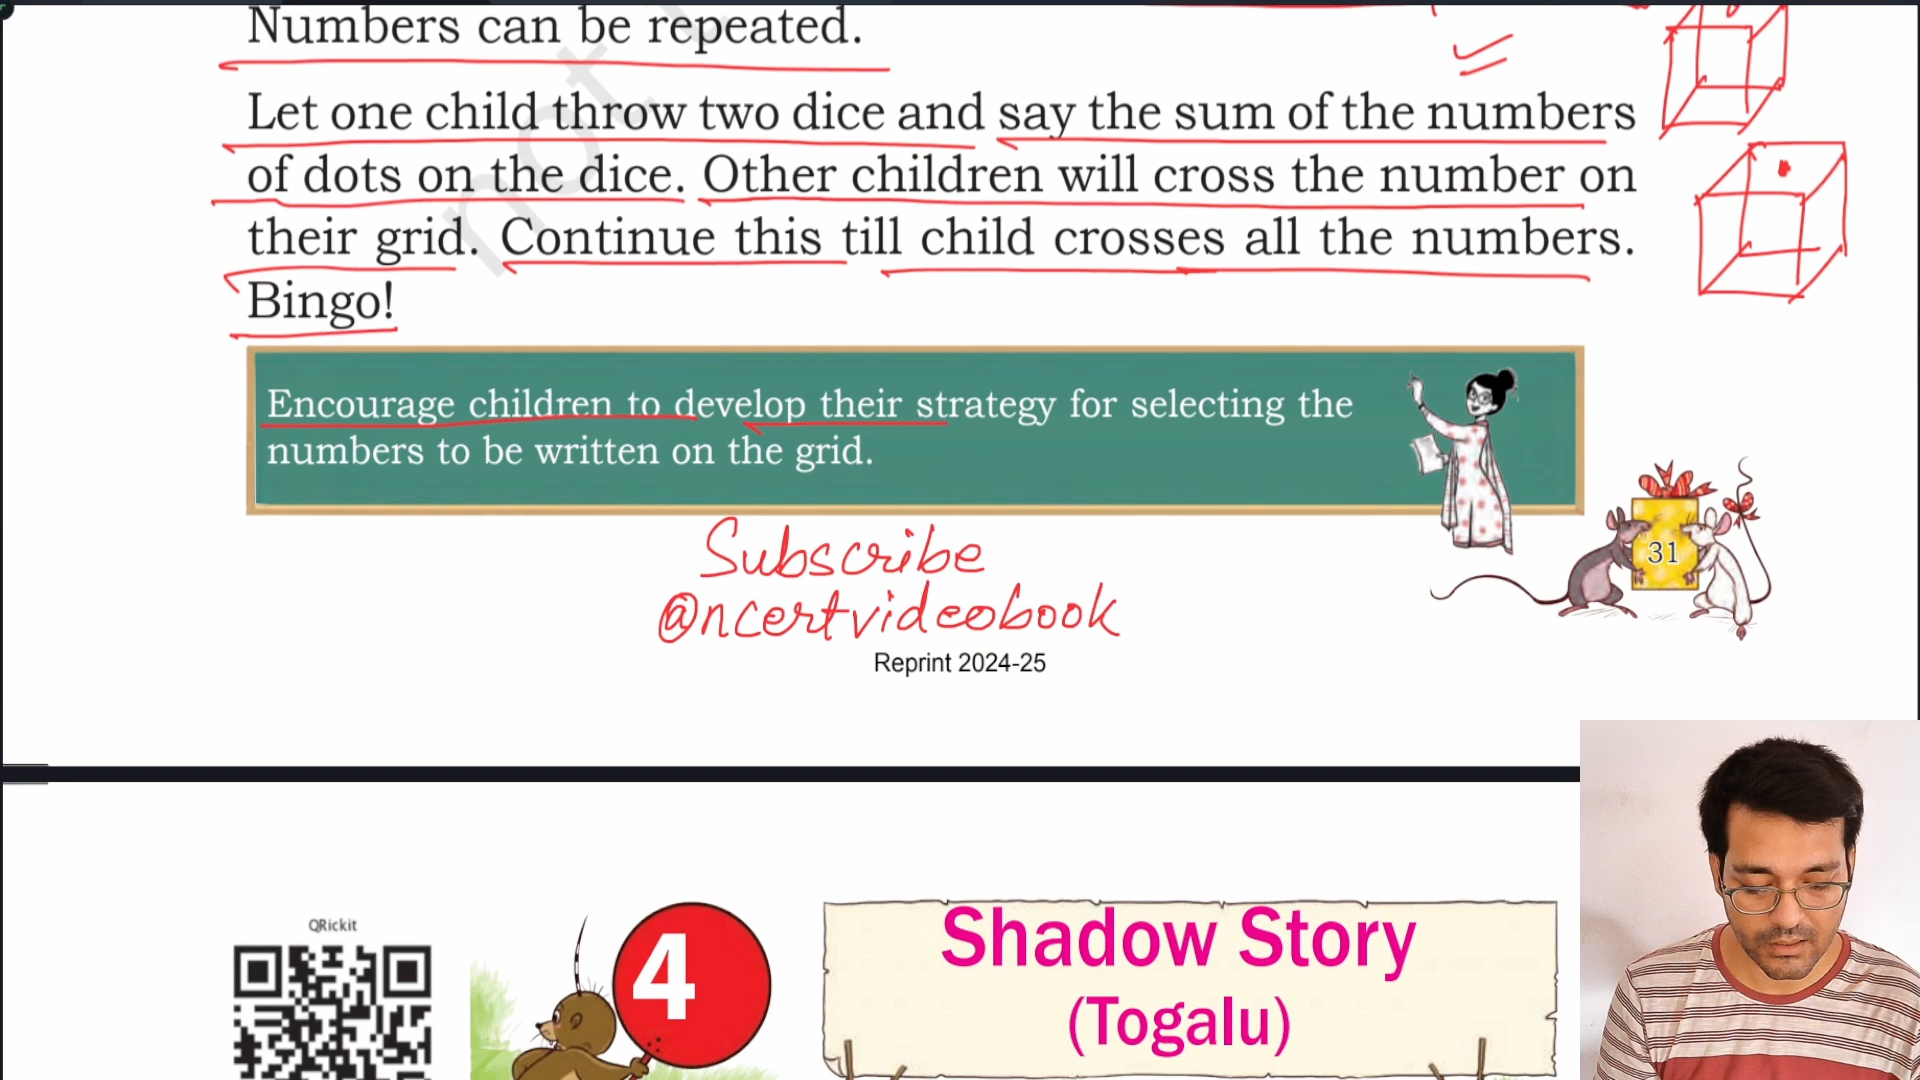 Numbers can be repeated.
Let one child throw two dice and say the sum of the numbers
of dots on the dice. Other children will cross the number on
their grid. Continue this till child crosses all the numbers.
Bingo!
Encourage children to develop their strategy for selecting the
numbers to be written on the grid.
31
Subscribe
@ncertvideobook
Reprint 2024-25
QRickit
4
Shadow Story
(Togalu)
not